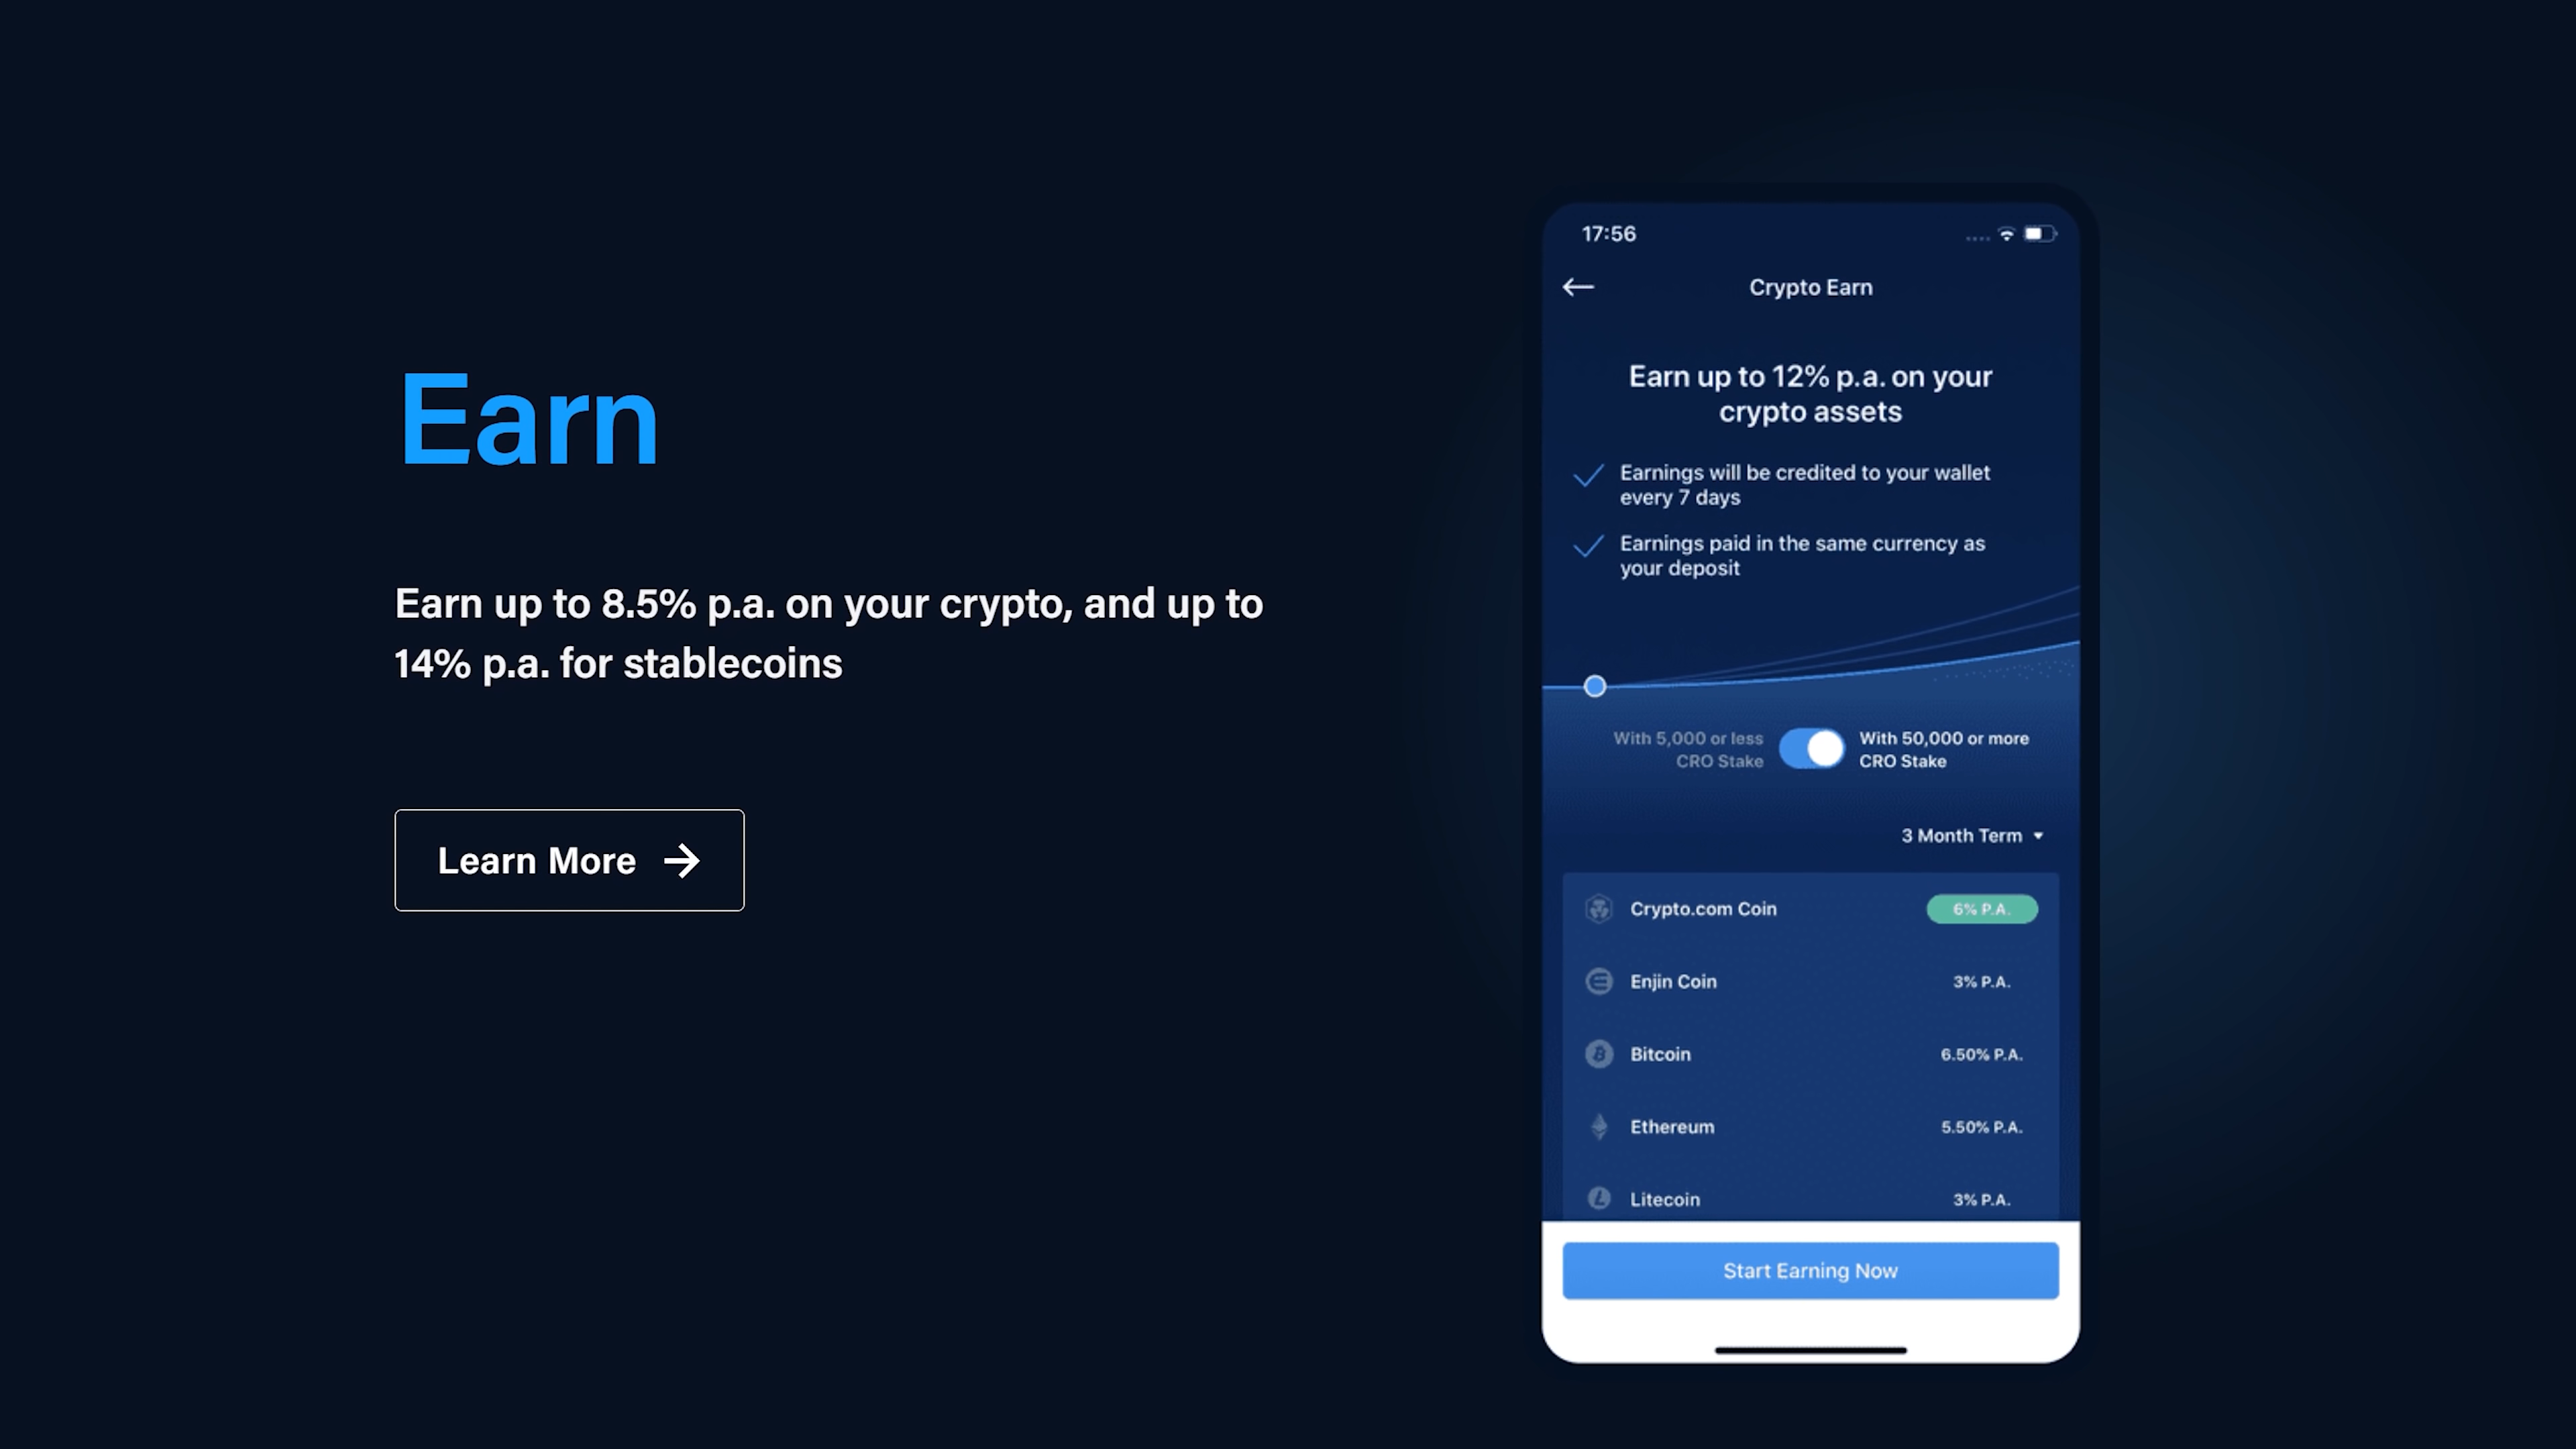 Earn
Earn up to 8.5% p.a. on your crypto, and up to
14% p.a. for stablecoins
Learn More
17:56
Crypto Earn
Earn up to 12% p.a. on your
crypto assets
Earnings will be credited to your wallet
every 7 days
Earnings paid in the same currency as
your deposit
With 5,000 or less
CRO Stake
With 50,000 or more
CRO Stake
3 Month Term
Crypto.com Coin 6% P.A.
Enjin Coin 3% P.A.
Bitcoin 6.50% P.A.
Ethereum 5.50% P.A.
Litecoin 3% P.A.
Start Earning Now